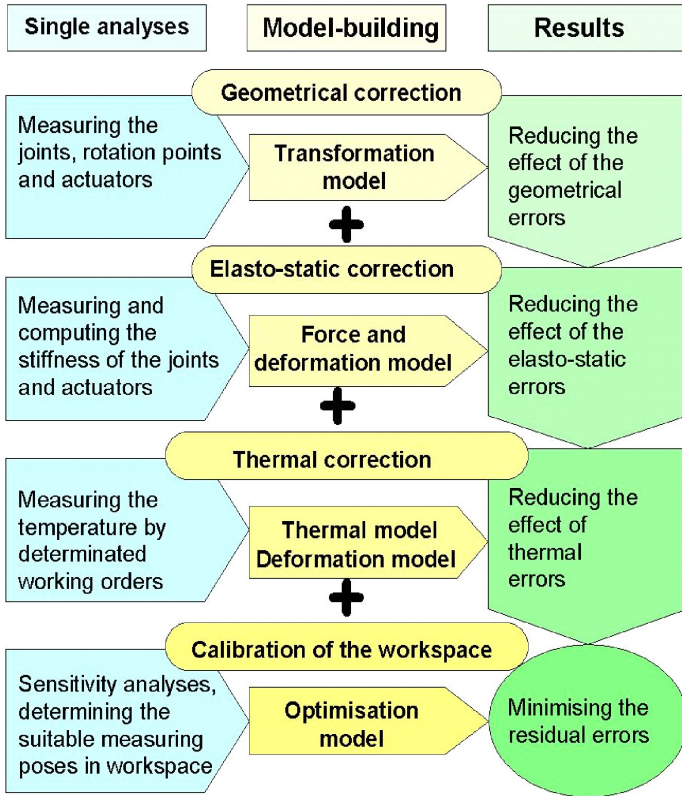 Single analyses
Model-building
Results
Geometrical correction
Measuring the
joints, rotation points
and actuators
Transformation
model
Reducing the
effect of the
geometrical
errors
Elasto-static correction
Measuring and
computing the
stiffness of the joints
and actuators
Force and
deformation model
Reducing the
effect of the
elasto-static
errors
Thermal correction
Measuring the
temperature by
determinated
working orders
Thermal model
Deformation model
Reducing the
effect of
thermal
errors
Calibration of the workspace
Sensitivity analyses,
determining the
suitable measuring
poses in workspace
Optimisation
model
Minimising the
residual errors